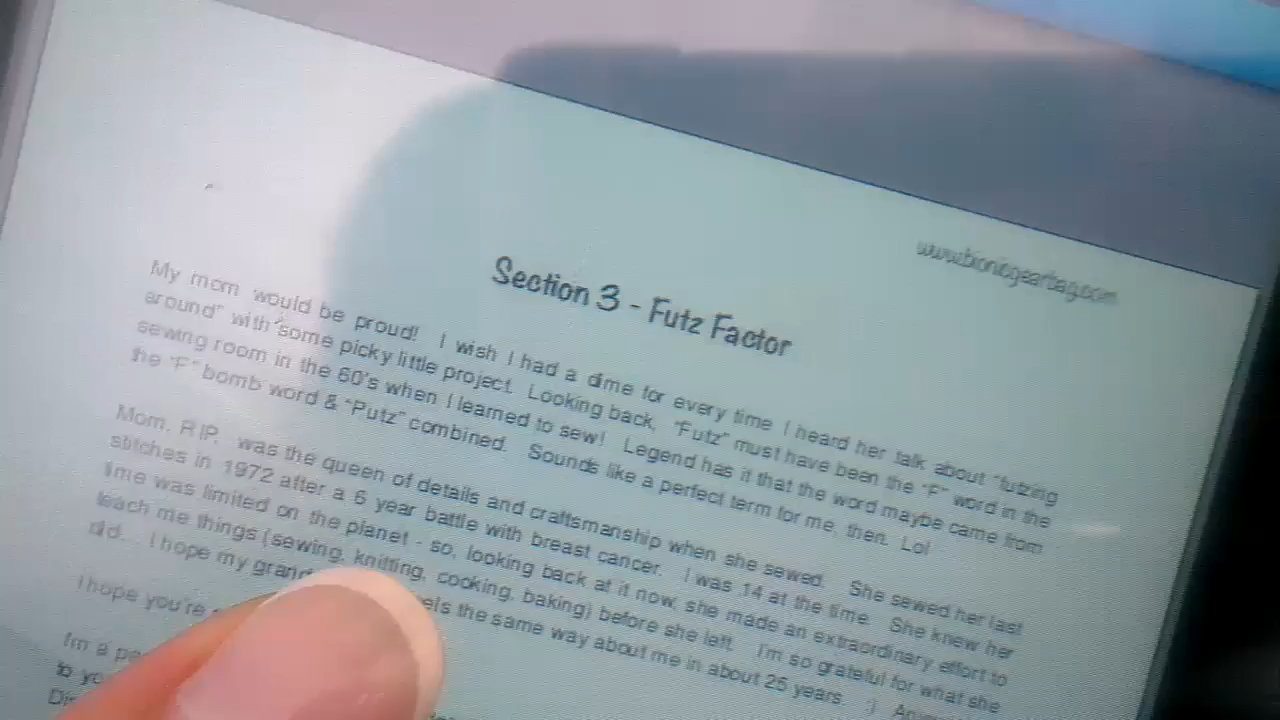 www.bionicgearbag.com
Section 3 - Futz Factor
My mom would be proud! I wish I had a dime for every time I heard her talk about "futzing
around" with some picky little project. Looking back, "Futz" must have been the "F" word in the
sewing room in the 60's when I learned to sew! Legend has it that the word maybe came from
the "F" bomb word & "Putz" combined. Sounds like a perfect term for me, then. Lol
Mom, RIP, was the queen of details and craftsmanship when she sewed. She sewed her last
stitches in 1972 after a 6 year battle with breast cancer. I was 14 at the time. She knew her
time was limited on the planet - so, looking back at it now, she made an extraordinary effort to
teach me things (sewing, knitting, cooking, baking) before she left. I'm so grateful for what she
did... I hope my grand els the same way about me in about 25 years. :)
I hope you're
I'm a pe
to yo